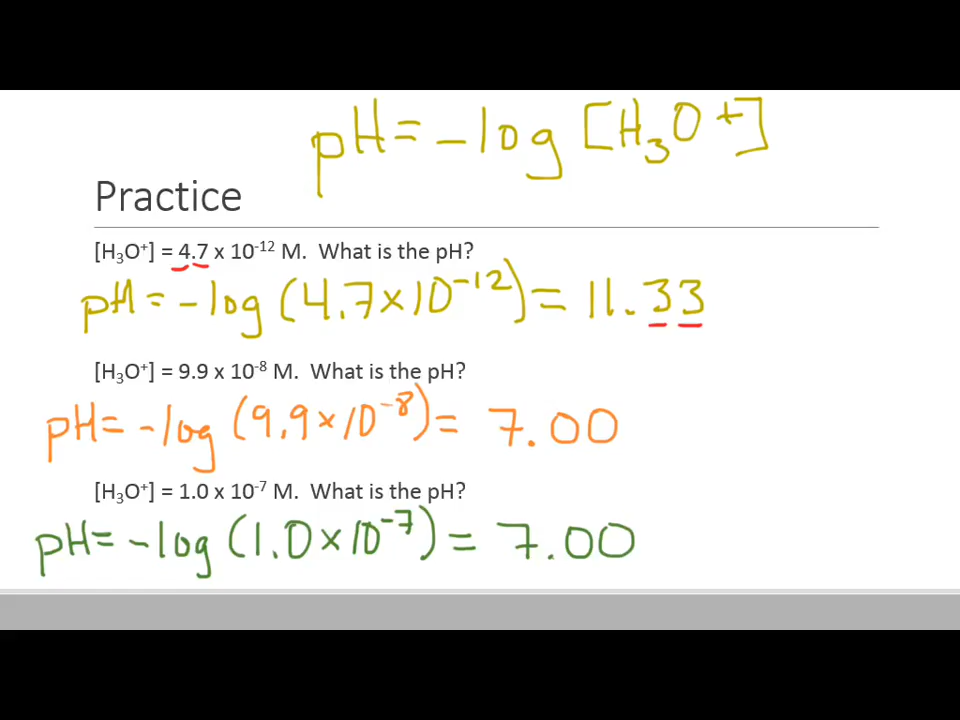 pH = -log [H₃O+]
Practice
[H₃O⁺] = 4.7 x 10⁻¹² M. What is the pH?
pH = -log (4.7×10⁻¹²) = 11.33
[H₃O⁺] = 9.9 x 10⁻⁸ M. What is the pH?
pH= -log (9.9×10⁻⁸) = 7.00
[H₃O⁺] = 1.0 x 10⁻⁷ M. What is the pH?
pH= -log (1.0×10⁻⁷) = 7.00